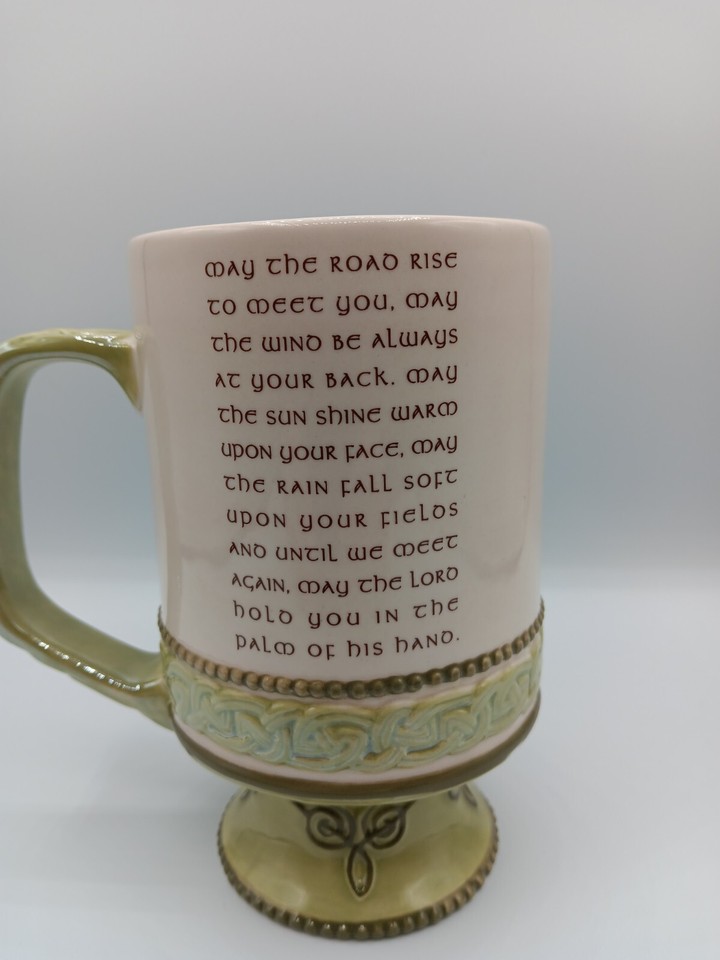 MAY THE ROAD RISE
TO MEET YOU, MAY
THE WIND BE ALWAYS
AT YOUR BACK. MAY
THE SUN SHINE WARM
UPON YOUR FACE, MAY
THE RAIN FALL SOFT
UPON YOUR FIELDS
AND UNTIL WE MEET
AGAIN, MAY THE LORD
HOLD YOU IN THE
PALM OF HIS HAND.